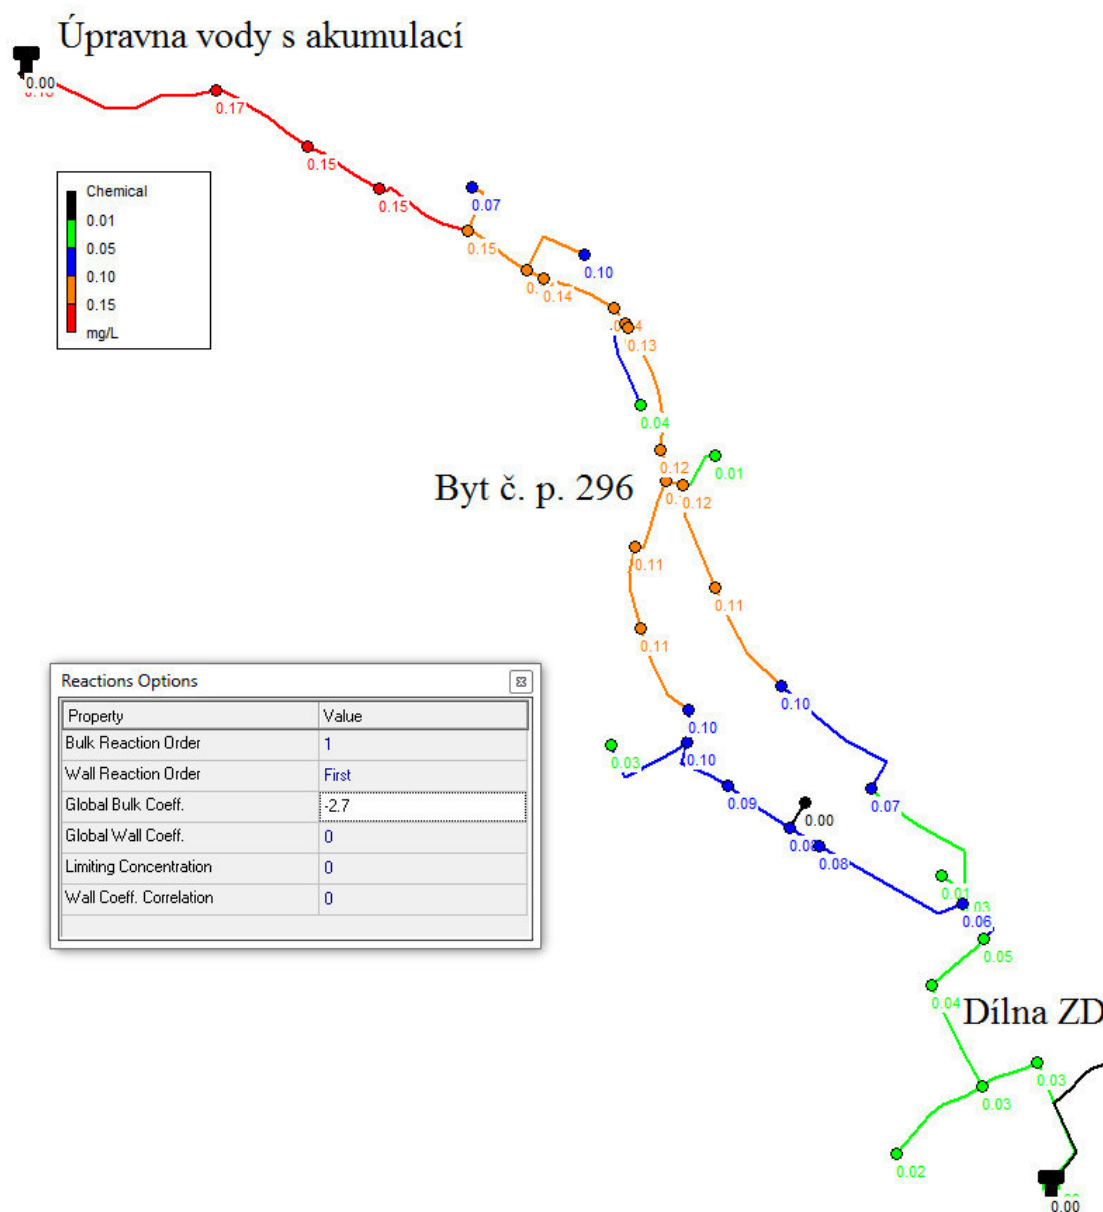 Úpravna vody s akumulací
0.00
0.17
0.15
0.15
Chemical
0.01
0.05
0.10
0.15
mg/L
0.07
0.15
0.10
0.14
0.13
0.04
0.12
0.01
Byt č. p. 296
0.12
0.11
0.11
0.11
0.10
0.10
0.10
0.03
0.09
0.07
0.00
0.08
0.08
0.01
0.03
0.06
0.05
0.04
Dílna ZD
0.03
0.03
0.02
0.00
Reactions Options
Property Value
Bulk Reaction Order 1
Wall Reaction Order First
Global Bulk Coeff. -2.7
Global Wall Coeff. 0
Limiting Concentration 0
Wall Coeff. Correlation 0